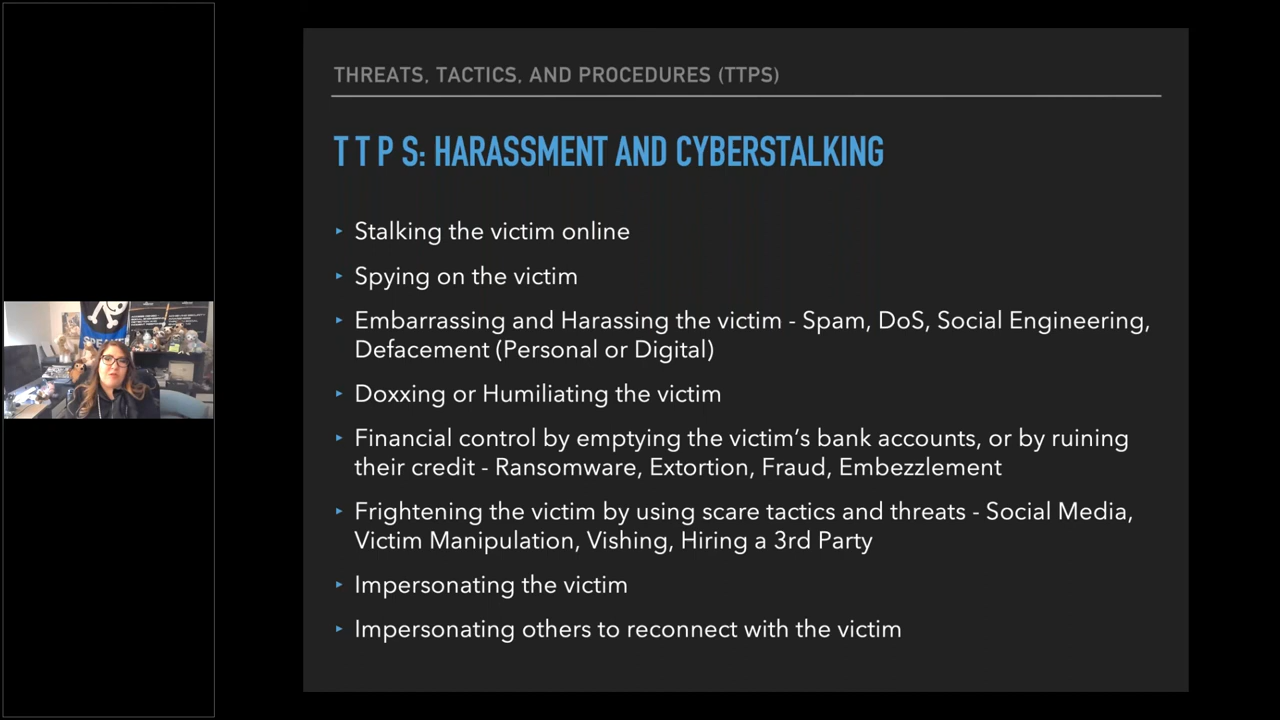 THREATS, TACTICS, AND PROCEDURES (TTPS)
T T P S: HARASSMENT AND CYBERSTALKING
‣ Stalking the victim online
‣ Spying on the victim
‣ Embarrassing and Harassing the victim - Spam, DoS, Social Engineering,
Defacement (Personal or Digital)
‣ Doxxing or Humiliating the victim
‣ Financial control by emptying the victim’s bank accounts, or by ruining
their credit - Ransomware, Extortion, Fraud, Embezzlement
‣ Frightening the victim by using scare tactics and threats - Social Media,
Victim Manipulation, Vishing, Hiring a 3rd Party
‣ Impersonating the victim
‣ Impersonating others to reconnect with the victim